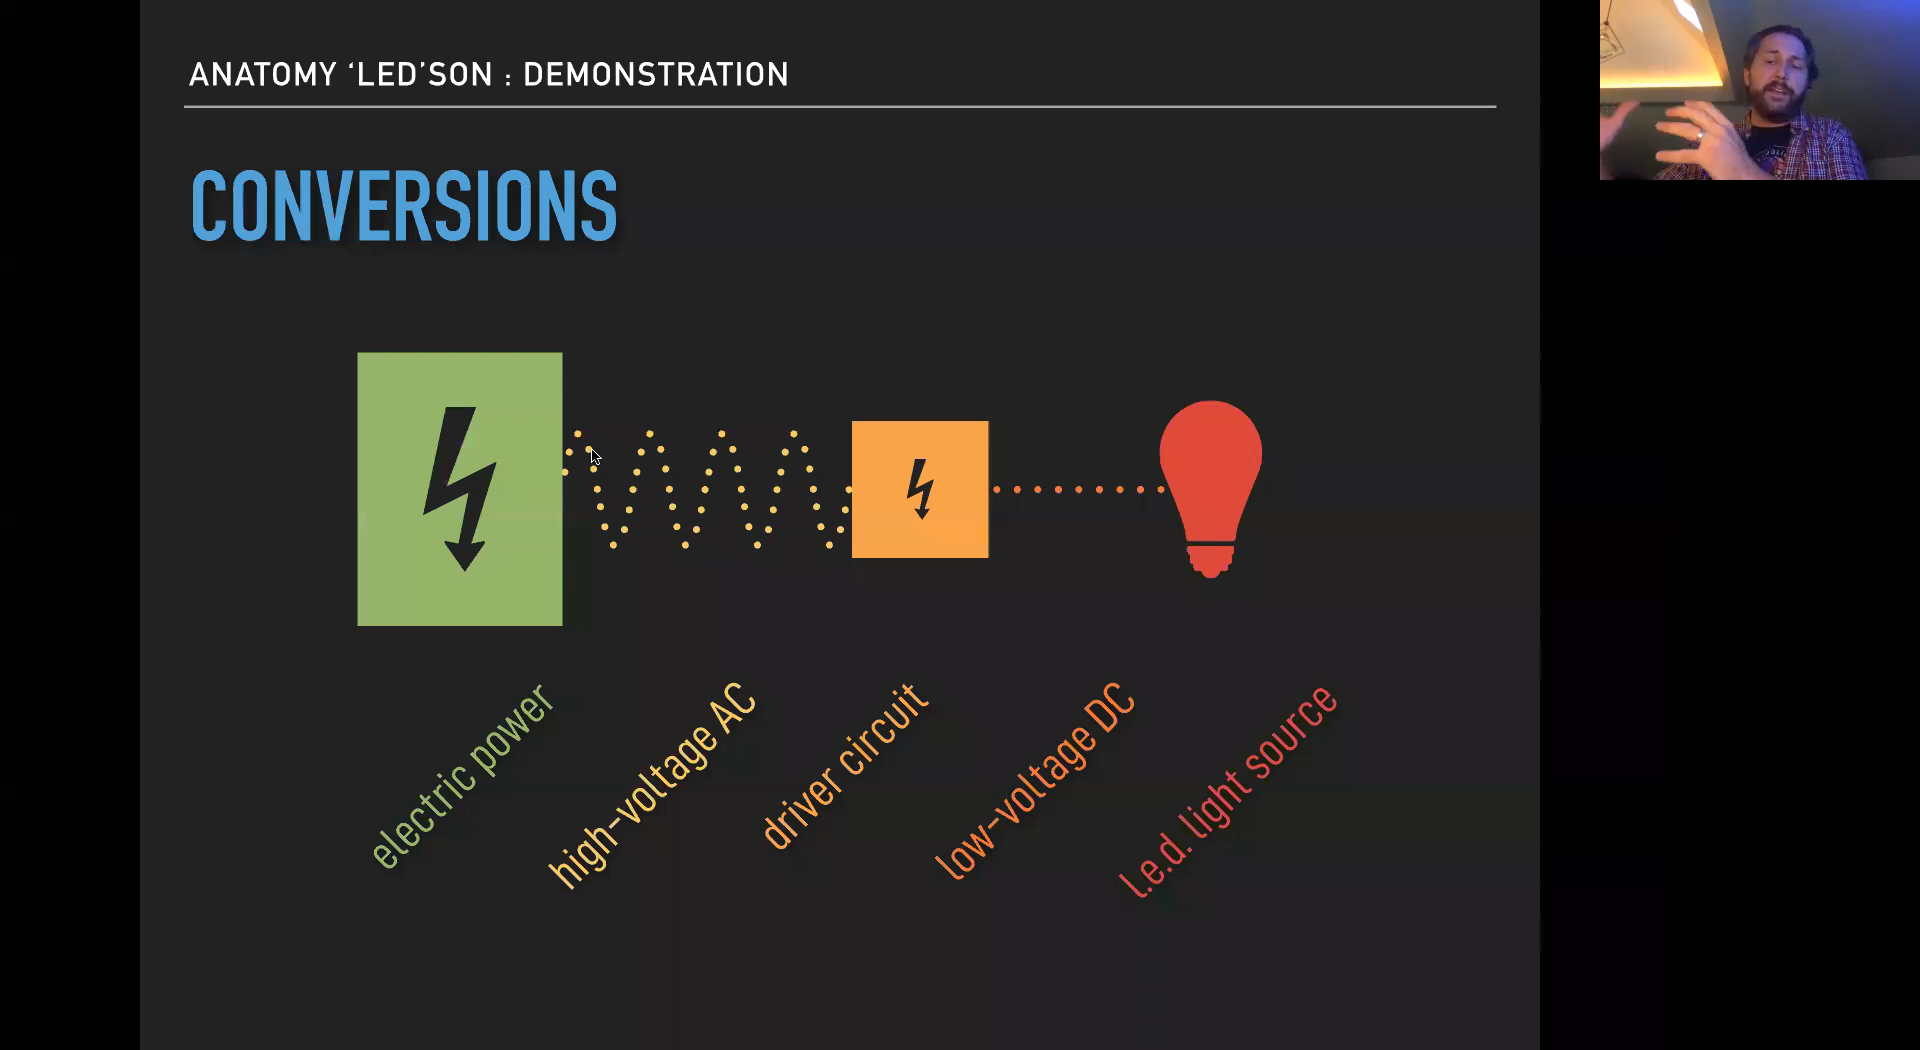 ANATOMY ‘LED’SON : DEMONSTRATION
CONVERSIONS
electric power
high-voltage AC
driver circuit
low-voltage DC
l.e.d. light source